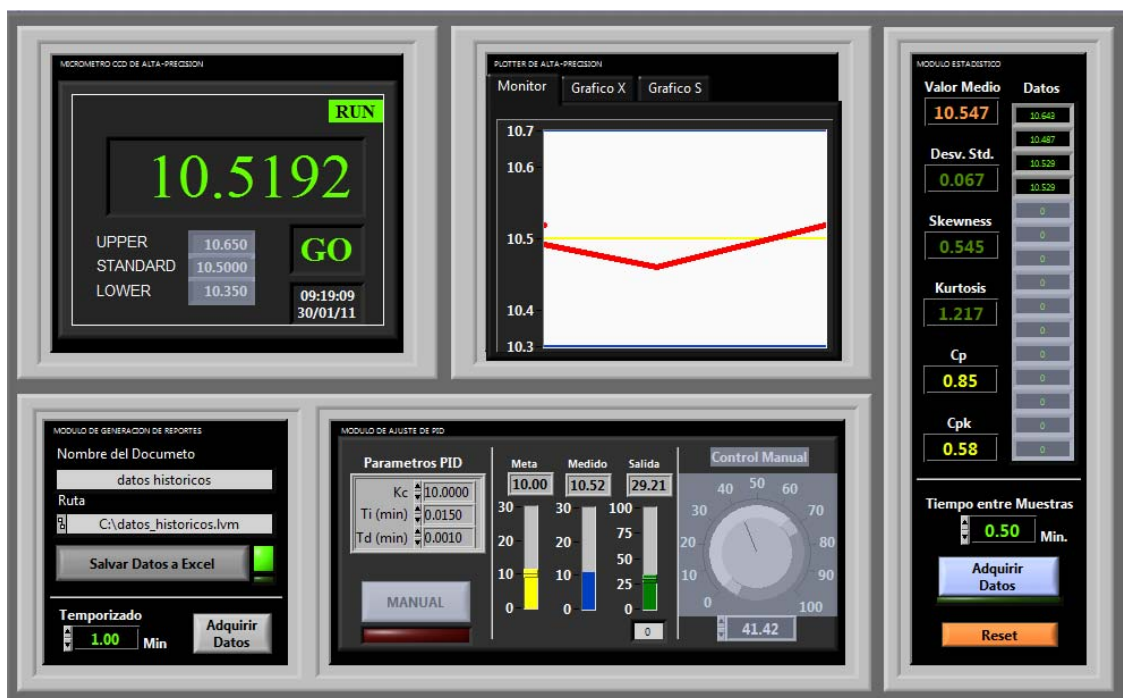 MICROMETRO CCD DE ALTA-PRECISION
RUN
10.5192
UPPER 10.650
STANDARD 10.5000
LOWER 10.350
GO
09:19:09
30/01/11
PLOTTER DE ALTA-PRECISION
Monitor Grafico X Grafico S
10.7
10.6
10.5
10.4
10.3
MODULO ESTADISTICO
Valor Medio Datos
10.547
10.643
10.487
Desv. Std.
10.529
0.067
10.529
0
Skewness
0
0.545
0
0
Kurtosis
0
1.217
0
Cp
0
0.85
0
0
Cpk
0
0.58
0
Tiempo entre Muestras
0.50 Min.
Adquirir
Datos
Reset
MODULO DE GENERACION DE REPORTES
Nombre del Documeto
datos historicos
Ruta
C:\datos_historicos.lvm
Salvar Datos a Excel
Temporizado
1.00 Min
Adquirir
Datos
MODULO DE AJUSTE DE PID
Parametros PID
Kc 10.0000
Ti (min) 0.0150
Td (min) 0.0010
MANUAL
Meta Medido Salida
10.00 10.52 29.21
30 30 100
75
20 20
50
10 10
25
0 0 0
0
Control Manual
0 10 20 30 40 50 60 70 80 90 100
41.42